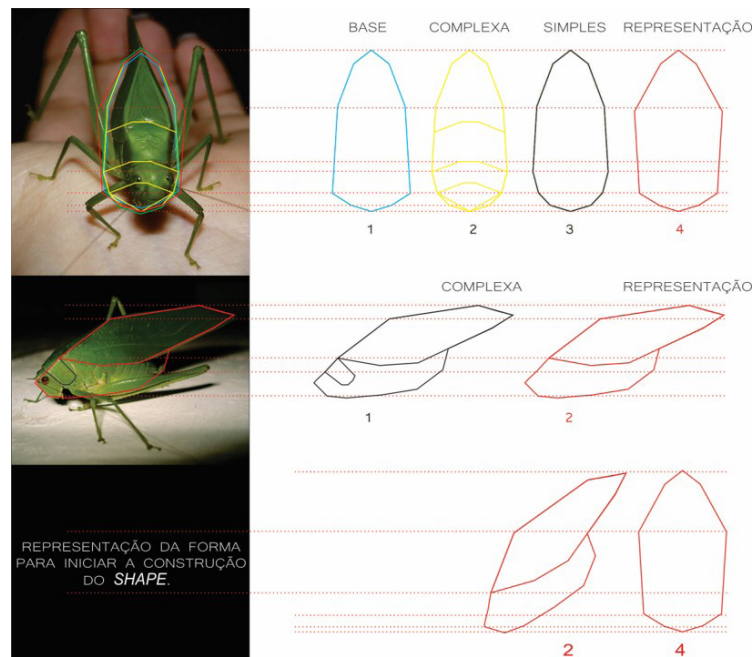 BASE COMPLEXA SIMPLES REPRESENTAÇÃO
1 2 3 4
COMPLEXA REPRESENTAÇÃO
1 2
REPRESENTAÇÃO DA FORMA
PARA INICIAR A CONSTRUÇÃO
DO SHAPE.
2 4